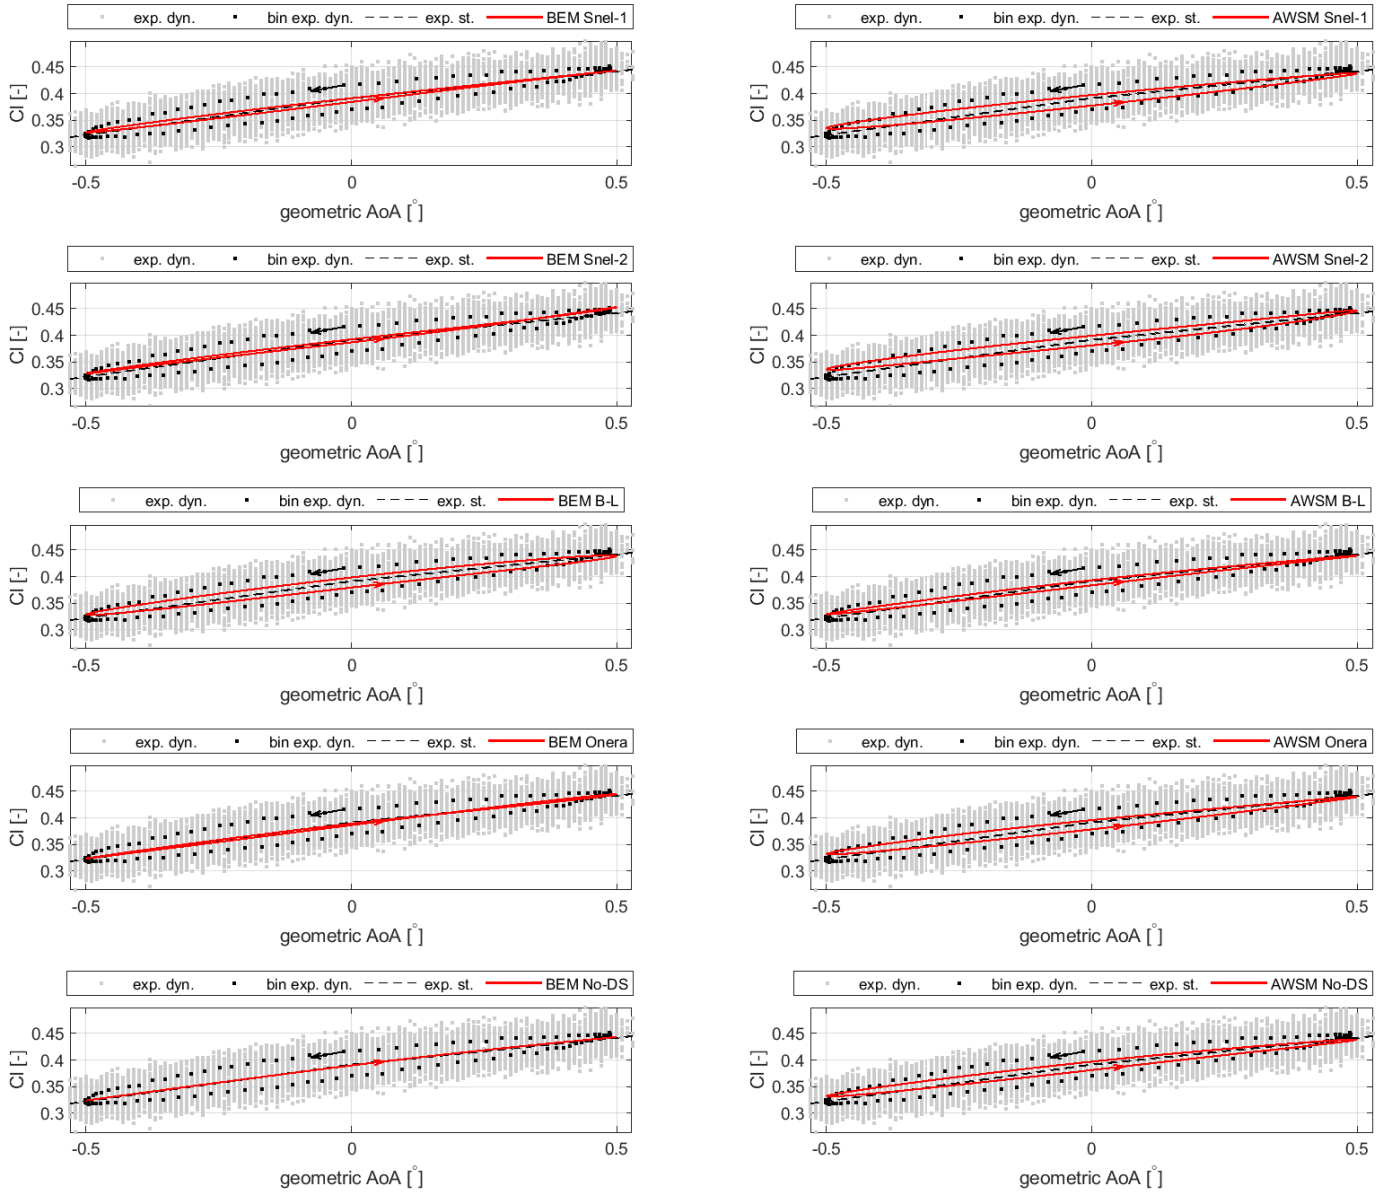 exp. dyn. bin exp. dyn. exp. st. BEM Snel-1
Cl [-]
0.45
0.4
0.35
0.3
-0.5 0 0.5
geometric AoA [°]
exp. dyn. bin exp. dyn. exp. st. AWSM Snel-1
Cl [-]
0.45
0.4
0.35
0.3
-0.5 0 0.5
geometric AoA [°]
exp. dyn. bin exp. dyn. exp. st. BEM Snel-2
Cl [-]
0.45
0.4
0.35
0.3
-0.5 0 0.5
geometric AoA [°]
exp. dyn. bin exp. dyn. exp. st. AWSM Snel-2
Cl [-]
0.45
0.4
0.35
0.3
-0.5 0 0.5
geometric AoA [°]
exp. dyn. bin exp. dyn. exp. st. BEM B-L
Cl [-]
0.45
0.4
0.35
0.3
-0.5 0 0.5
geometric AoA [°]
exp. dyn. bin exp. dyn. exp. st. AWSM B-L
Cl [-]
0.45
0.4
0.35
0.3
-0.5 0 0.5
geometric AoA [°]
exp. dyn. bin exp. dyn. exp. st. BEM Onera
Cl [-]
0.45
0.4
0.35
0.3
-0.5 0 0.5
geometric AoA [°]
exp. dyn. bin exp. dyn. exp. st. AWSM Onera
Cl [-]
0.45
0.4
0.35
0.3
-0.5 0 0.5
geometric AoA [°]
exp. dyn. bin exp. dyn. exp. st. BEM No-DS
Cl [-]
0.45
0.4
0.35
0.3
-0.5 0 0.5
geometric AoA [°]
exp. dyn. bin exp. dyn. exp. st. AWSM No-DS
Cl [-]
0.45
0.4
0.35
0.3
-0.5 0 0.5
geometric AoA [°]